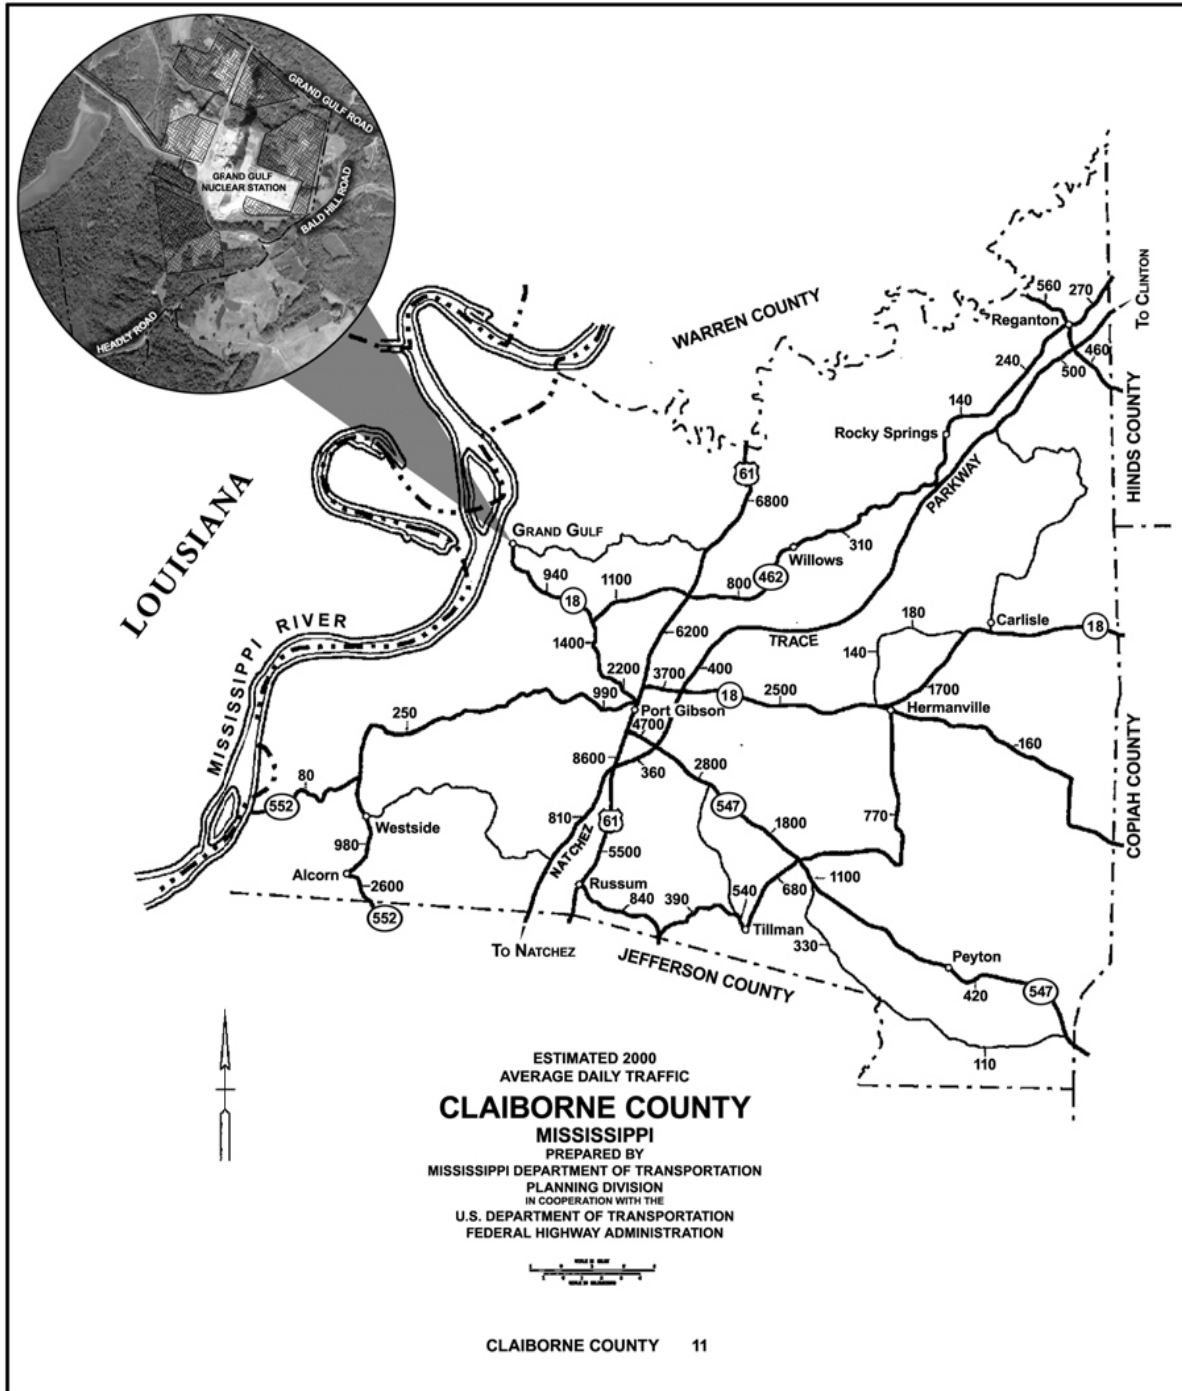 GRAND GULF ROAD
GRAND GULF
NUCLEAR STATION
BALD HILL ROAD
HEADLY ROAD
WARREN COUNTY
To CLINTON
560
270
Reganton
240
460
500
140
Rocky Springs
HINDS COUNTY
LOUISIANA
61
6800
PARKWAY
GRAND GULF
310
Willows
940
1100
800
462
18
180
Carlisle
18
MISSISSIPPI RIVER
6200
TRACE
1400
140
2200
3700
400
990
18
2500
1700
250
Port Gibson
Hermanville
4700
160
8600
360
2800
80
552
547
COPIAH COUNTY
810
61
1800
770
Westside
980
NATCHEZ
5500
1100
Alcorn
2600
Russum
680
840
390
540
552
Tillman
330
To NATCHEZ
JEFFERSON COUNTY
Peyton
420
547
110
ESTIMATED 2000
AVERAGE DAILY TRAFFIC
CLAIBORNE COUNTY
MISSISSIPPI
PREPARED BY
MISSISSIPPI DEPARTMENT OF TRANSPORTATION
PLANNING DIVISION
IN COOPERATION WITH THE
U.S. DEPARTMENT OF TRANSPORTATION
FEDERAL HIGHWAY ADMINISTRATION
CLAIBORNE COUNTY 11